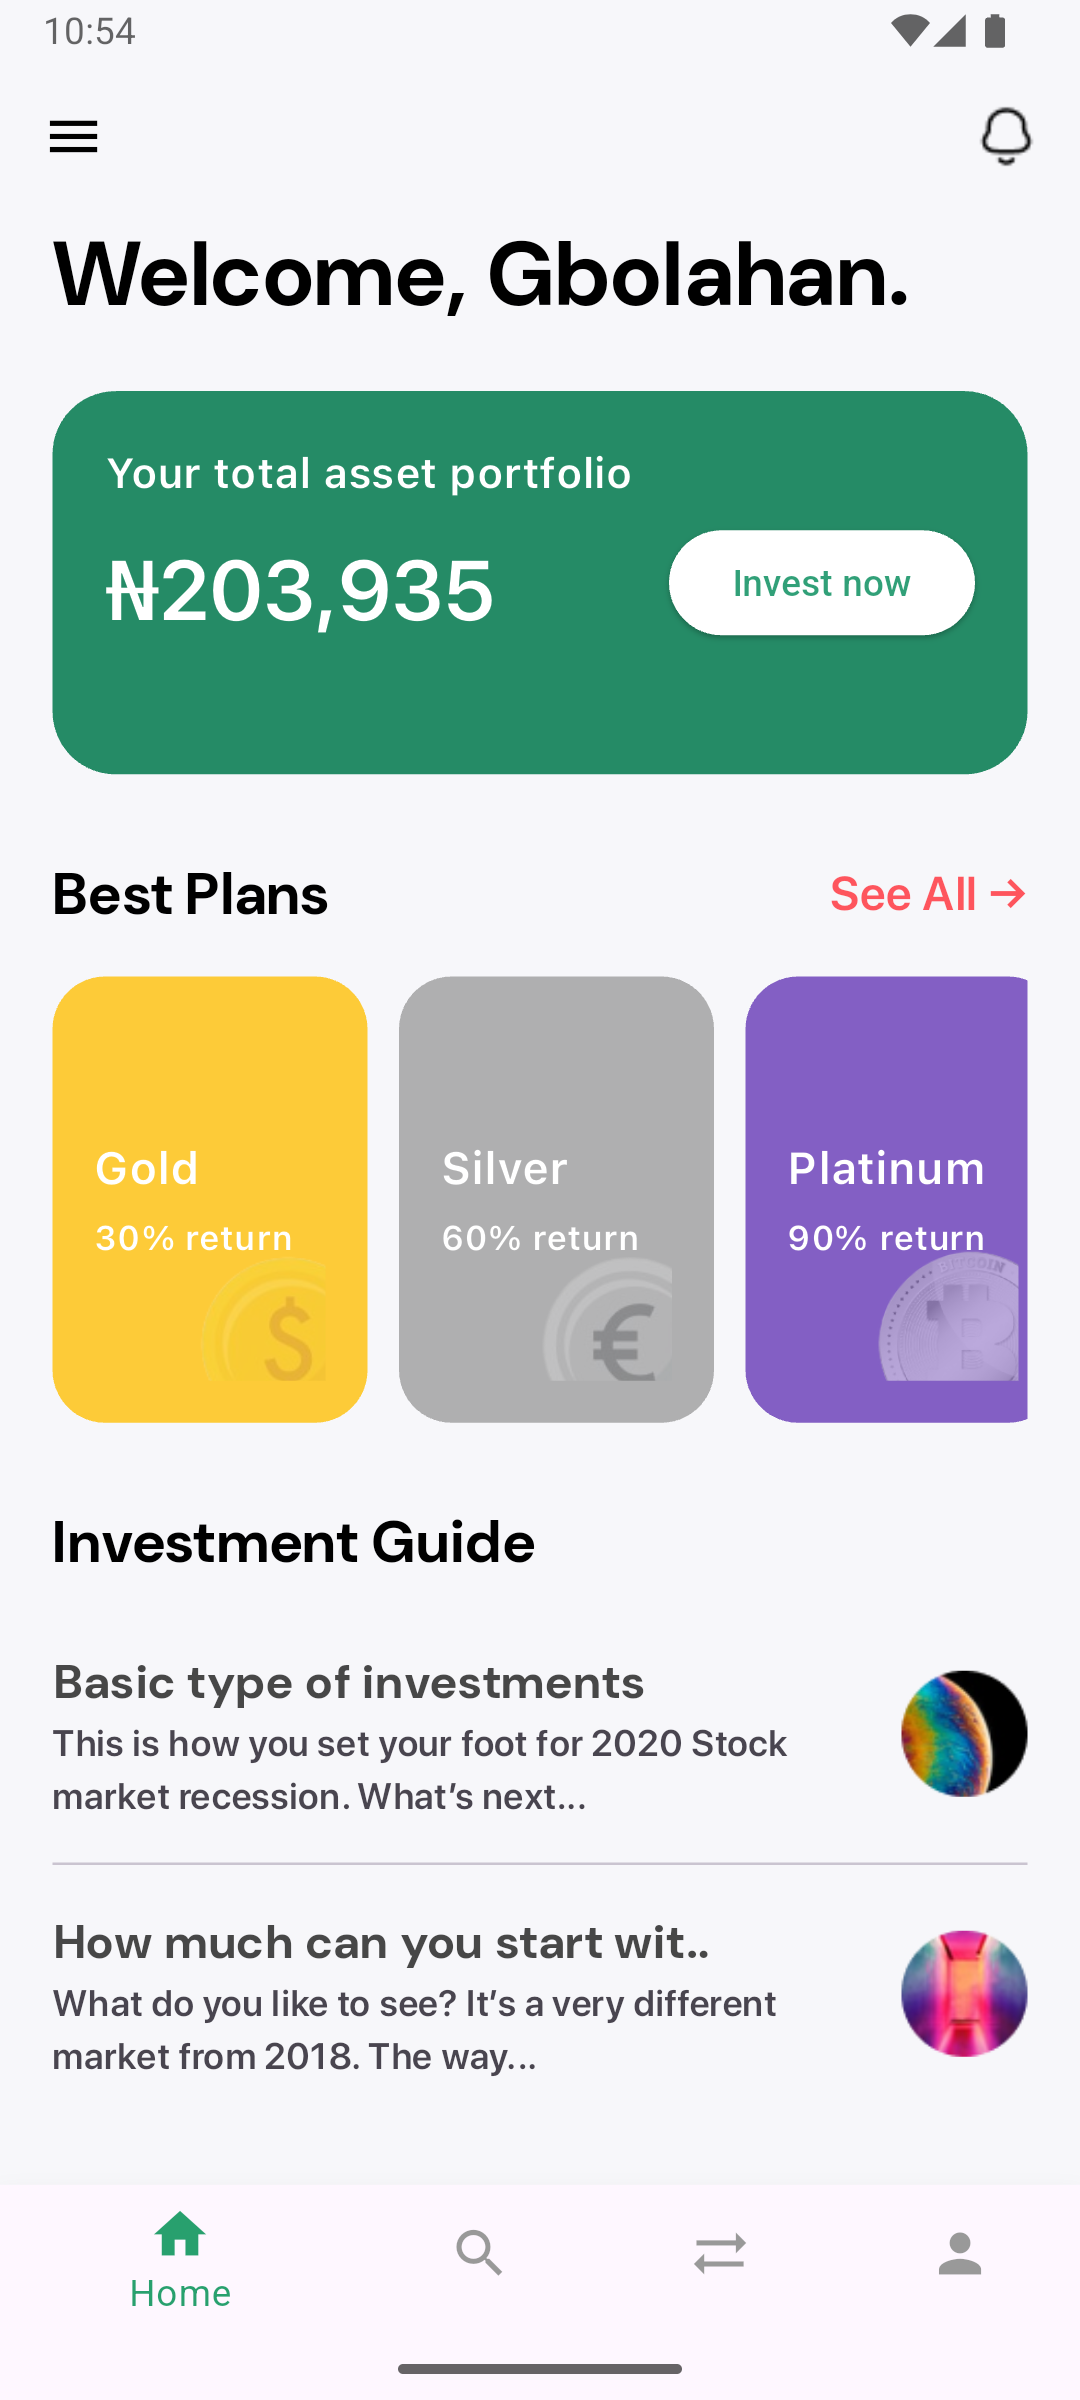 10:54
Welcome, Gbolahan.
Your total asset portfolio
₦203,935
Invest now
Best Plans
See All →
Gold
30% return
Silver
60% return
Platinum
90% return
$
€
BITCOIN
Investment Guide
Basic type of investments
This is how you set your foot for 2020 Stock
market recession. What’s next...
How much can you start wit..
What do you like to see? It’s a very different
market from 2018. The way...
Home